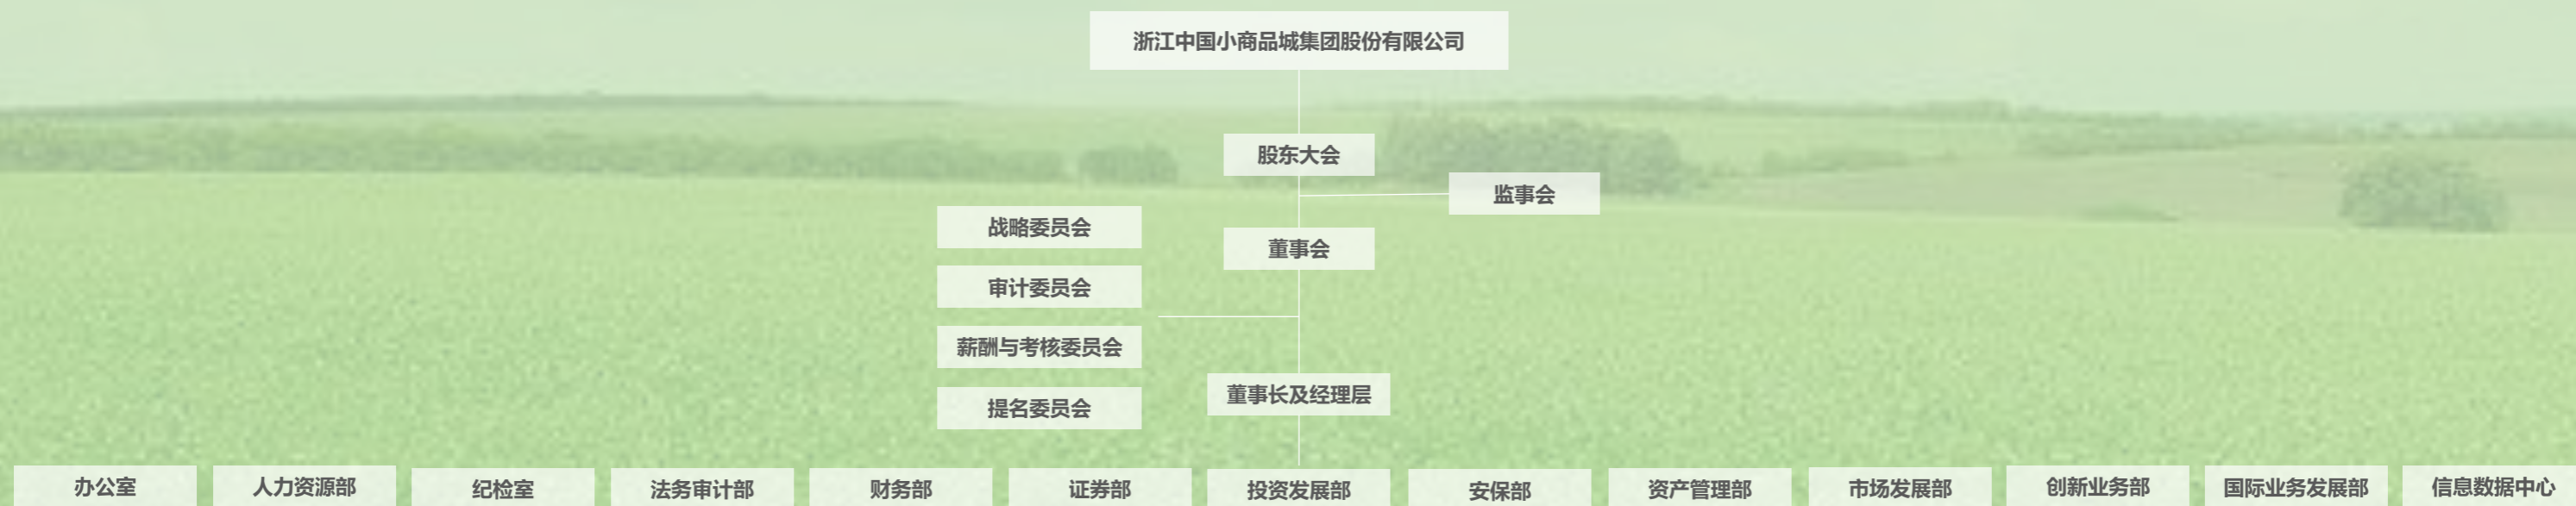 浙江中国小商品城集团股份有限公司
股东大会
监事会
战略委员会
董事会
审计委员会
薪酬与考核委员会
董事长及经理层
提名委员会
办公室
人力资源部
纪检室
法务审计部
财务部
证券部
投资发展部
安保部
资产管理部
市场发展部
创新业务部
国际业务发展部
信息数据中心